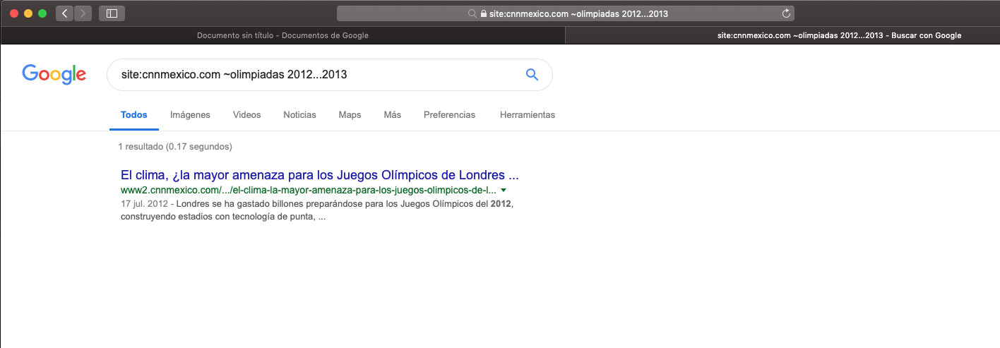 site:cnnmexico.com ~olimpiadas 2012...2013
Documento sin título - Documentos de Google
site:cnnmexico.com ~olimpiadas 2012...2013 - Buscar con Google
Google
site:cnnmexico.com ~olimpiadas 2012...2013
Todos Imágenes Videos Noticias Maps Más Preferencias Herramientas
1 resultado (0.17 segundos)
El clima, ¿la mayor amenaza para los Juegos Olímpicos de Londres ...
www2.cnnmexico.com/.../el-clima-la-mayor-amenaza-para-los-juegos-olimpicos-de-l...
17 jul. 2012 - Londres se ha gastado billones preparándose para los Juegos Olímpicos del 2012,
construyendo estadios con tecnología de punta, ...